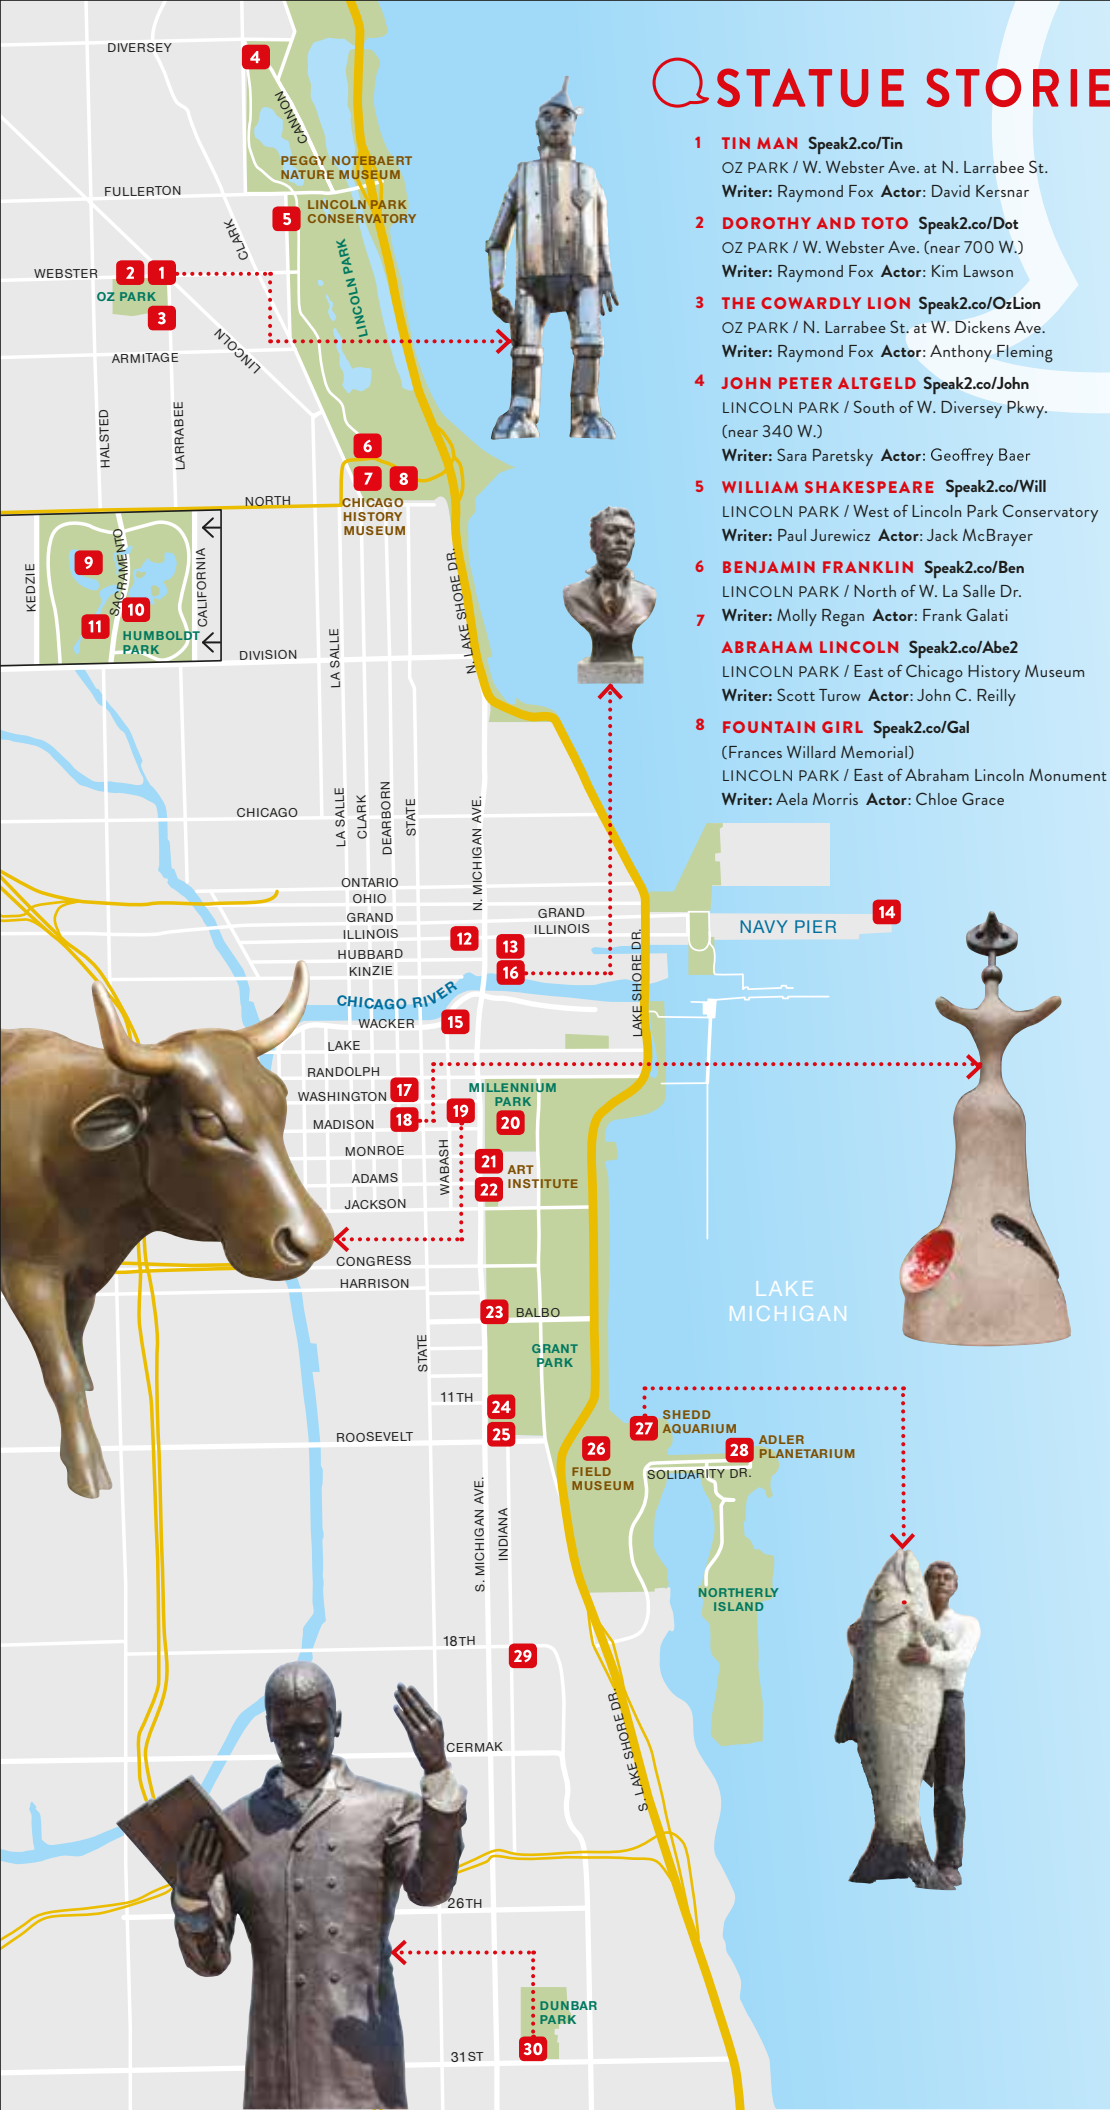 STATUE STORIE
1 TIN MAN Speak2.co/Tin
OZ PARK / W. Webster Ave. at N. Larrabee St.
Writer: Raymond Fox Actor: David Kersnar
2 DOROTHY AND TOTO Speak2.co/Dot
OZ PARK / W. Webster Ave. (near 700 W.)
Writer: Raymond Fox Actor: Kim Lawson
3 THE COWARDLY LION Speak2.co/OzLion
OZ PARK / N. Larrabee St. at W. Dickens Ave.
Writer: Raymond Fox Actor: Anthony Fleming
4 JOHN PETER ALTGELD Speak2.co/John
LINCOLN PARK / South of W. Diversey Pkwy.
(near 340 W.)
Writer: Sara Paretsky Actor: Geoffrey Baer
5 WILLIAM SHAKESPEARE Speak2.co/Will
LINCOLN PARK / West of Lincoln Park Conservatory
Writer: Paul Jurewicz Actor: Jack McBrayer
6 BENJAMIN FRANKLIN Speak2.co/Ben
LINCOLN PARK / North of W. La Salle Dr.
7 Writer: Molly Regan Actor: Frank Galati
ABRAHAM LINCOLN Speak2.co/Abe2
LINCOLN PARK / East of Chicago History Museum
Writer: Scott Turow Actor: John C. Reilly
8 FOUNTAIN GIRL Speak2.co/Gal
(Frances Willard Memorial)
LINCOLN PARK / East of Abraham Lincoln Monument
Writer: Aela Morris Actor: Chloe Grace
DIVERSEY
4
CANNON
PEGGY NOTEBAERT
NATURE MUSEUM
FULLERTON
5
LINCOLN PARK
CONSERVATORY
CLARK
LINCOLN PARK
WEBSTER
2
1
OZ PARK
3
LINCOLN
ARMITAGE
HALSTED
LARRABEE
6
7
8
NORTH
CHICAGO
HISTORY
MUSEUM
KEDZIE
9
SACRAMENTO
10
11
CALIFORNIA
HUMBOLDT
PARK
N. LAKE SHORE DR.
DIVISION
LA SALLE
CHICAGO
LA SALLE
CLARK
DEARBORN
STATE
N. MICHIGAN AVE.
ONTARIO
OHIO
GRAND
ILLINOIS
HUBBARD
KINZIE
GRAND
ILLINOIS
12
13
16
14
NAVY PIER
LAKE SHORE DR.
CHICAGO RIVER
WACKER
15
LAKE
RANDOLPH
WASHINGTON
17
MADISON
18
19
MILLENNIUM
PARK
20
MONROE
WABASH
21
ART
INSTITUTE
22
ADAMS
JACKSON
CONGRESS
HARRISON
LAKE
MICHIGAN
23
BALBO
STATE
GRANT
PARK
11TH
24
25
ROOSEVELT
26
FIELD
MUSEUM
27
SHEDD
AQUARIUM
28
ADLER
PLANETARIUM
SOLIDARITY DR.
S. MICHIGAN AVE.
INDIANA
NORTHERLY
ISLAND
18TH
29
S. LAKE SHORE DR.
CERMAK
26TH
DUNBAR
PARK
30
31ST